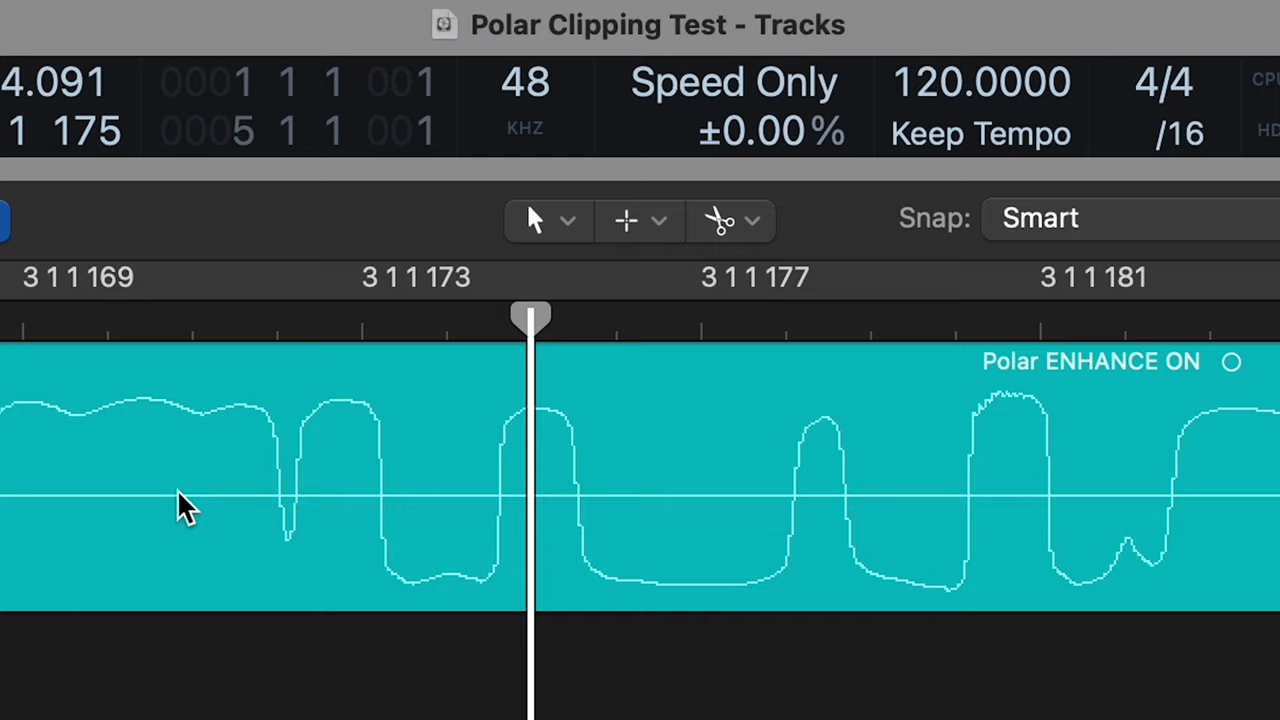 Polar Clipping Test - Tracks
4.091 0001 1 1 001 48 Speed Only 120.0000 4/4 CPU
1 175 0005 1 1 001 KHZ ±0.00% Keep Tempo /16 HD
Snap: Smart
3 1 1 169 3 1 1 173 3 1 1 177 3 1 1 181
Polar ENHANCE ON